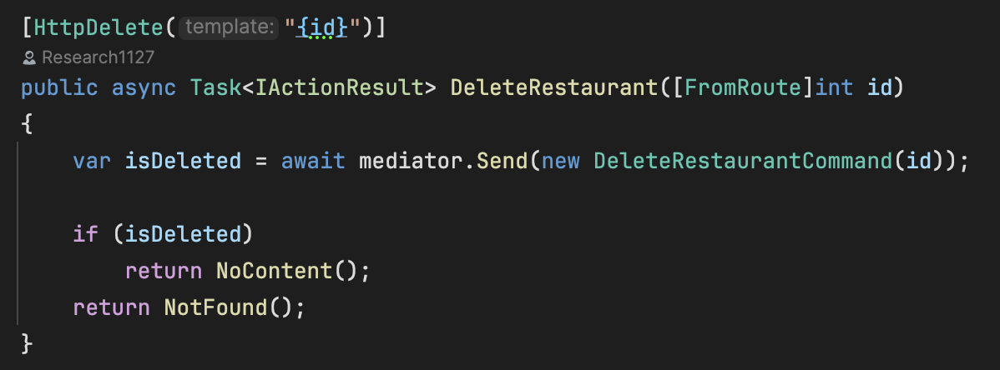 [HttpDelete( template: "{id}")]
Research1127
public async Task<IActionResult> DeleteRestaurant([FromRoute]int id)
{
    var isDeleted = await mediator.Send(new DeleteRestaurantCommand(id));
    if (isDeleted)
        return NoContent();
    return NotFound();
}